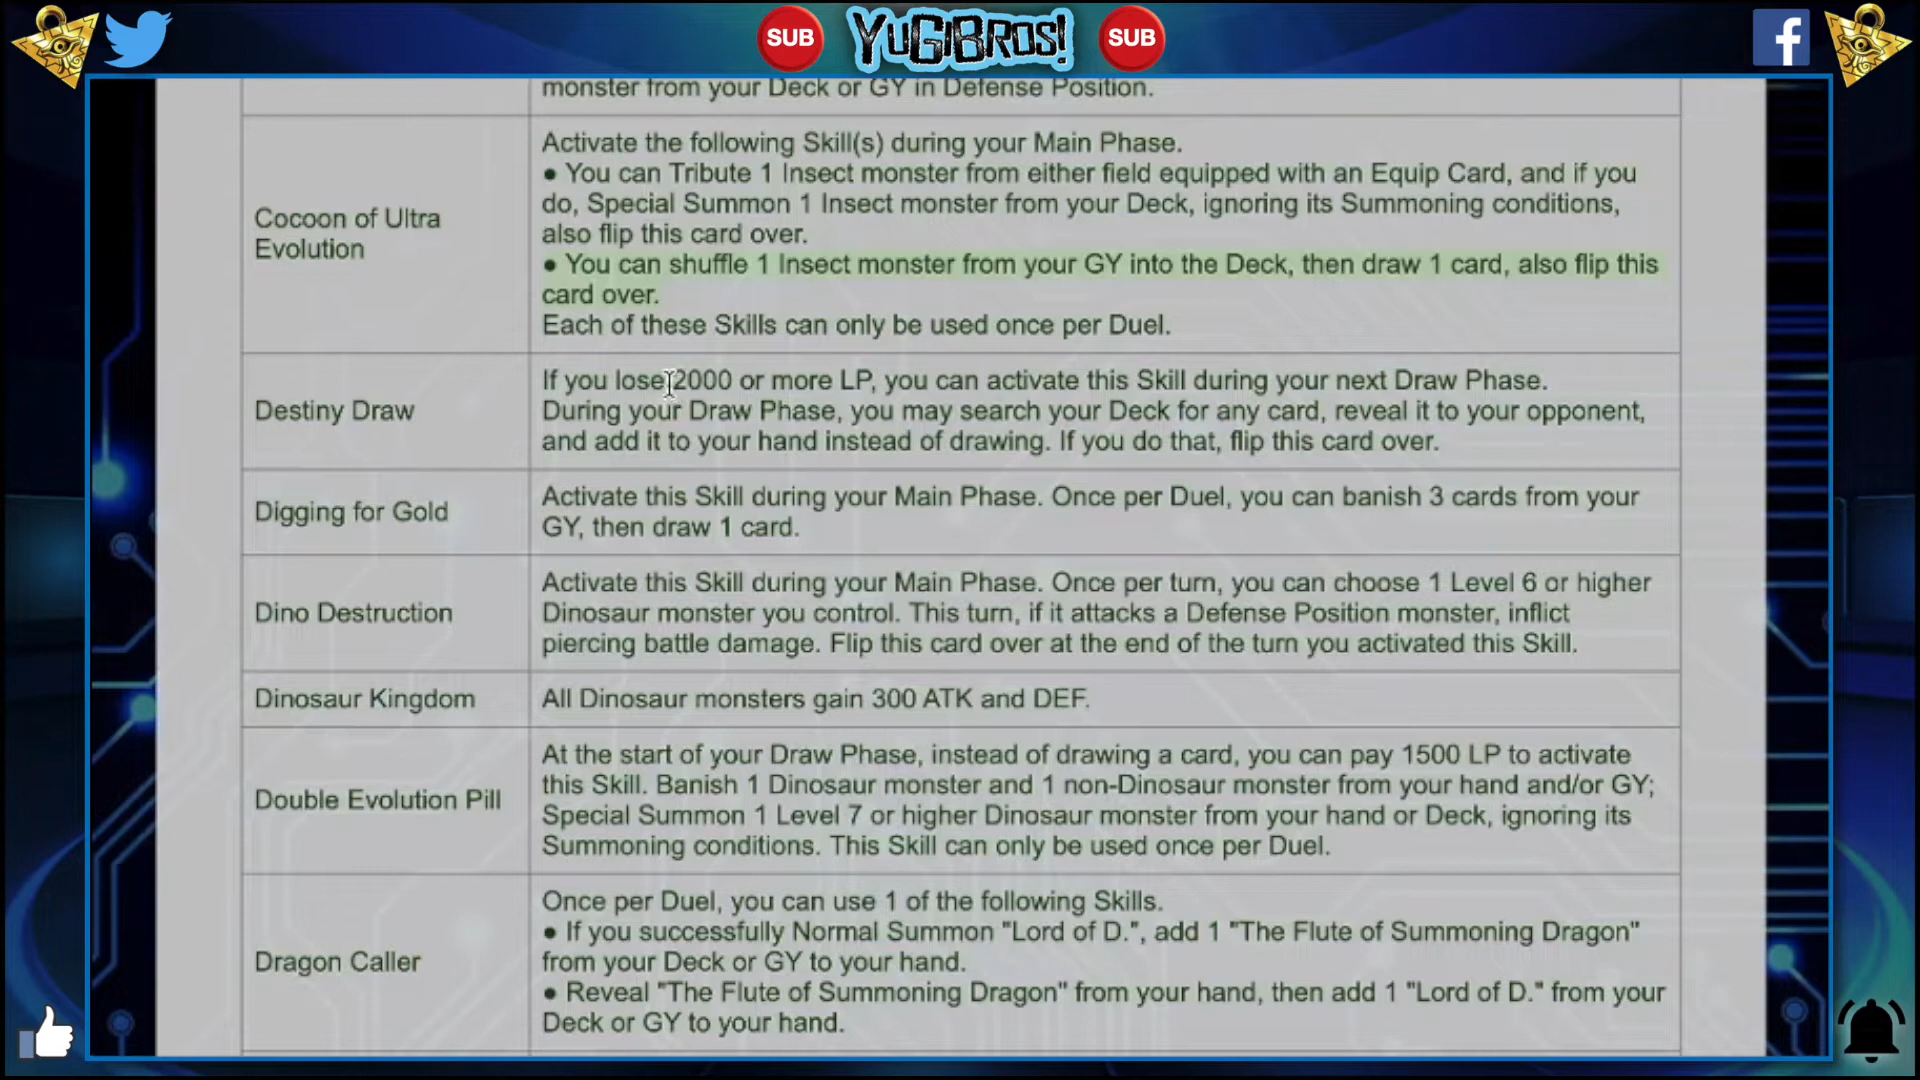 SUB
YuGiBros!
SUB
monster from your Deck or GY in Defense Position.
Cocoon of Ultra
Evolution
Activate the following Skill(s) during your Main Phase.
● You can Tribute 1 Insect monster from either field equipped with an Equip Card, and if you
do, Special Summon 1 Insect monster from your Deck, ignoring its Summoning conditions,
also flip this card over.
● You can shuffle 1 Insect monster from your GY into the Deck, then draw 1 card, also flip this
card over.
Each of these Skills can only be used once per Duel.
Destiny Draw
If you lose 2000 or more LP, you can activate this Skill during your next Draw Phase.
During your Draw Phase, you may search your Deck for any card, reveal it to your opponent,
and add it to your hand instead of drawing. If you do that, flip this card over.
Digging for Gold
Activate this Skill during your Main Phase. Once per Duel, you can banish 3 cards from your
GY, then draw 1 card.
Dino Destruction
Activate this Skill during your Main Phase. Once per turn, you can choose 1 Level 6 or higher
Dinosaur monster you control. This turn, if it attacks a Defense Position monster, inflict
piercing battle damage. Flip this card over at the end of the turn you activated this Skill.
Dinosaur Kingdom
All Dinosaur monsters gain 300 ATK and DEF.
Double Evolution Pill
At the start of your Draw Phase, instead of drawing a card, you can pay 1500 LP to activate
this Skill. Banish 1 Dinosaur monster and 1 non-Dinosaur monster from your hand and/or GY;
Special Summon 1 Level 7 or higher Dinosaur monster from your hand or Deck, ignoring its
Summoning conditions. This Skill can only be used once per Duel.
Dragon Caller
Once per Duel, you can use 1 of the following Skills.
● If you successfully Normal Summon "Lord of D.", add 1 "The Flute of Summoning Dragon"
from your Deck or GY to your hand.
● Reveal "The Flute of Summoning Dragon" from your hand, then add 1 "Lord of D." from your
Deck or GY to your hand.